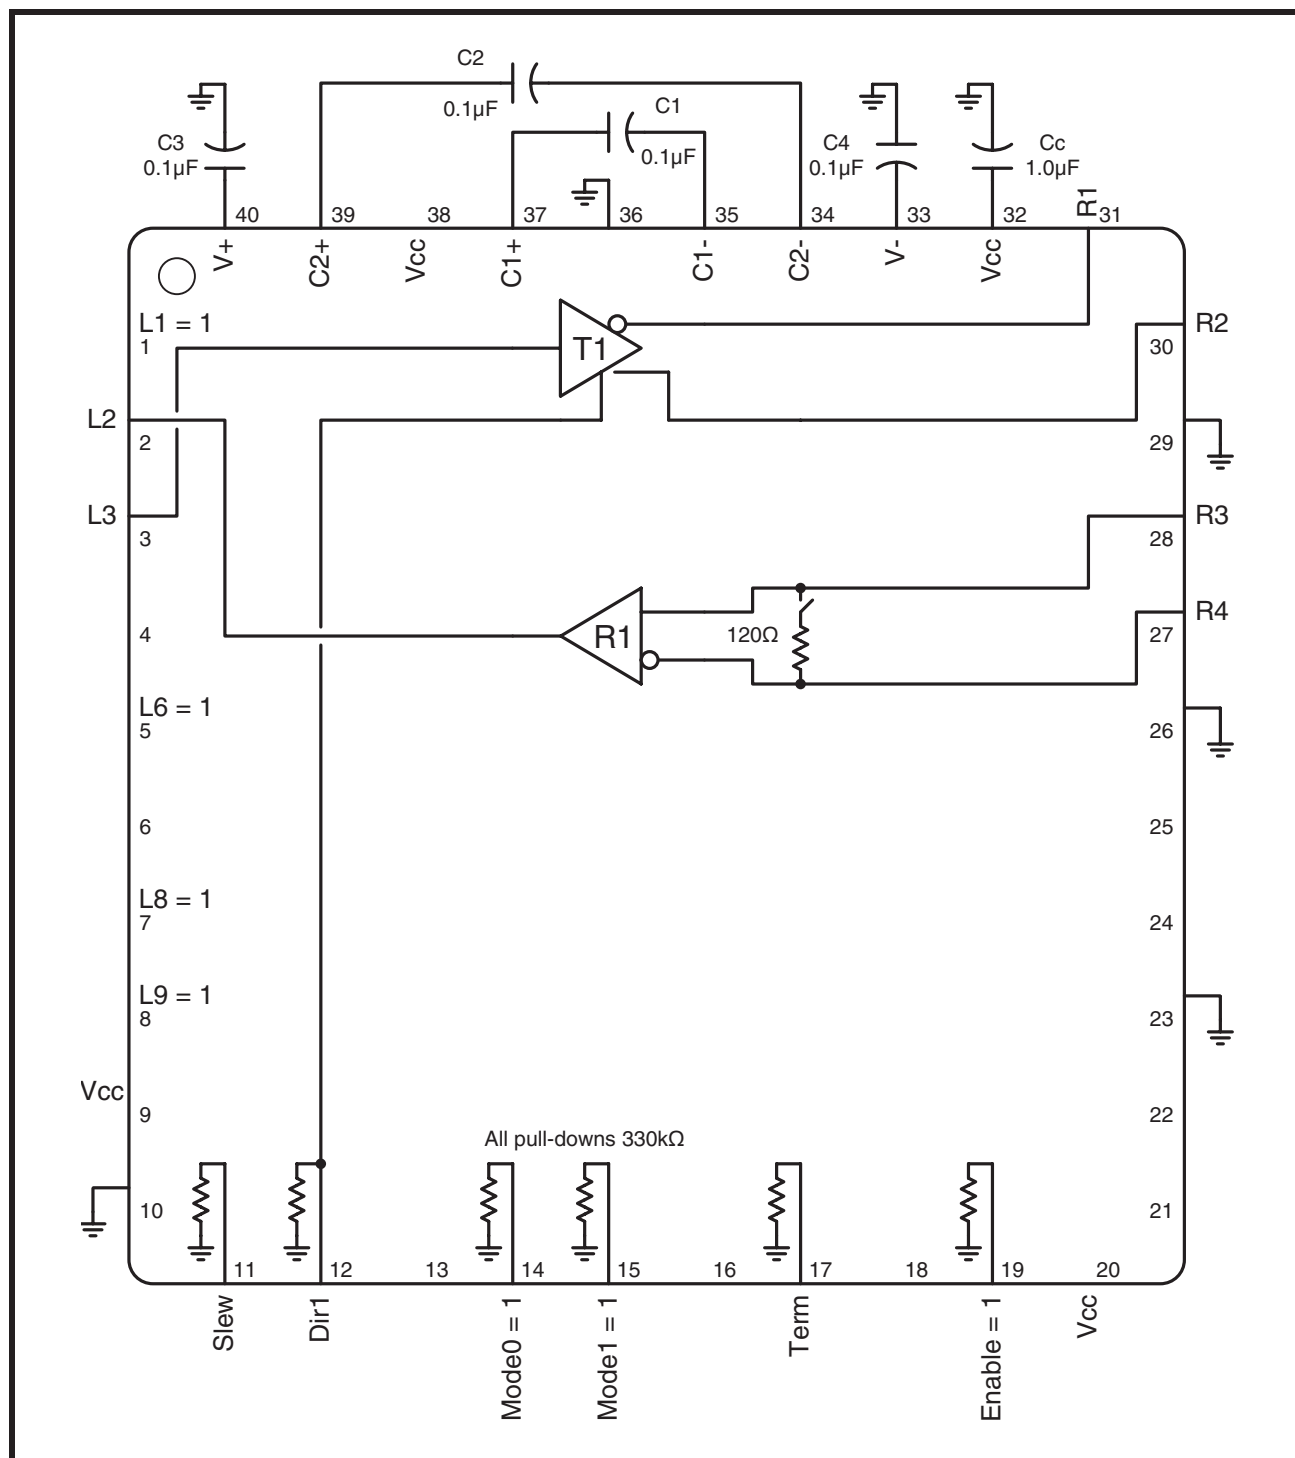 C2
0.1µF
C1
0.1µF
C3
0.1µF
C4
0.1µF
Cc
1.0µF
R1
40
39
38
37
36
35
34
33
32
31
V+
C2+
Vcc
C1+
C1-
C2-
V-
Vcc
L1 = 1
1
T1
R2
30
L2
2
29
L3
3
R3
28
4
R1
120Ω
R4
27
L6 = 1
5
26
6
25
L8 = 1
7
24
L9 = 1
8
23
Vcc
9
22
All pull-downs 330kΩ
10
21
11
12
13
14
15
16
17
18
19
20
Slew
Dir1
Mode0 = 1
Mode1 = 1
Term
Enable = 1
Vcc